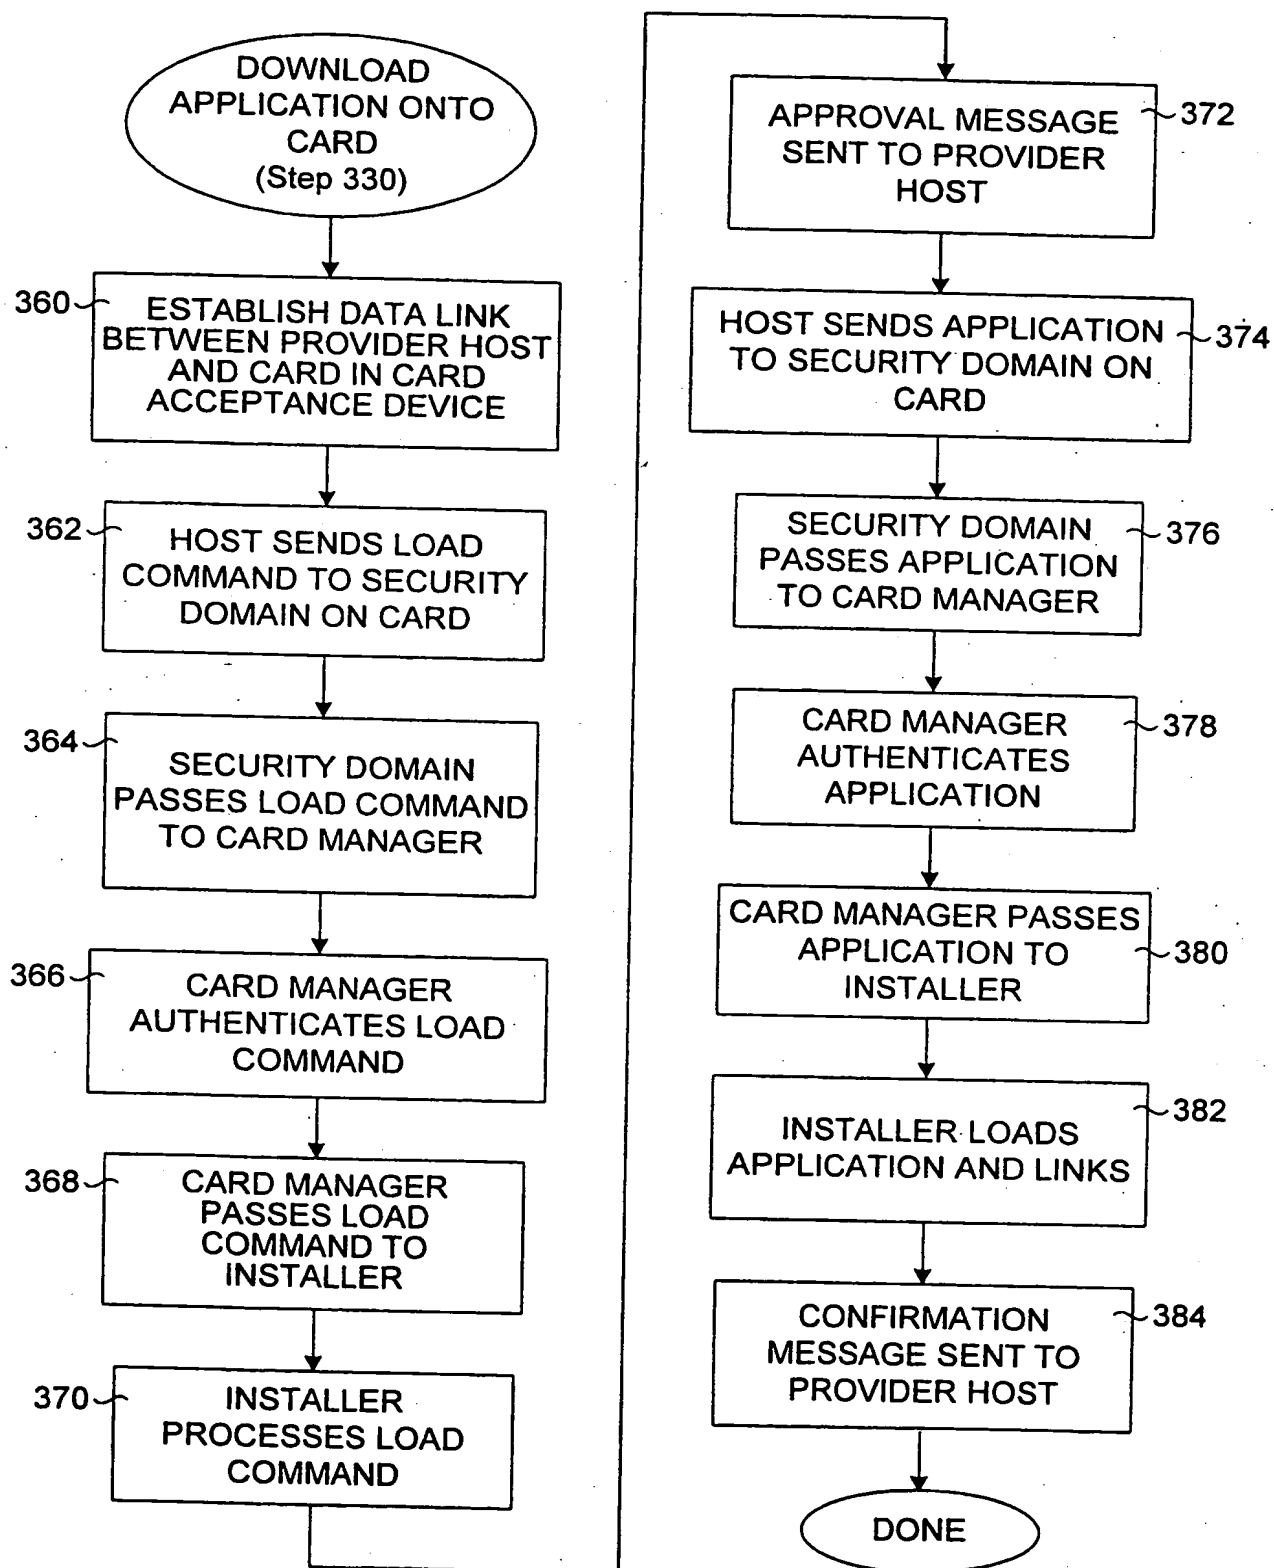 DOWNLOAD
APPLICATION ONTO
CARD
(Step 330)
360
ESTABLISH DATA LINK
BETWEEN PROVIDER HOST
AND CARD IN CARD
ACCEPTANCE DEVICE
362
HOST SENDS LOAD
COMMAND TO SECURITY
DOMAIN ON CARD
364
SECURITY DOMAIN
PASSES LOAD COMMAND
TO CARD MANAGER
366
CARD MANAGER
AUTHENTICATES LOAD
COMMAND
368
CARD MANAGER
PASSES LOAD
COMMAND TO
INSTALLER
370
INSTALLER
PROCESSES LOAD
COMMAND
372
APPROVAL MESSAGE
SENT TO PROVIDER
HOST
374
HOST SENDS APPLICATION
TO SECURITY DOMAIN ON
CARD
376
SECURITY DOMAIN
PASSES APPLICATION
TO CARD MANAGER
378
CARD MANAGER
AUTHENTICATES
APPLICATION
380
CARD MANAGER PASSES
APPLICATION TO
INSTALLER
382
INSTALLER LOADS
APPLICATION AND LINKS
384
CONFIRMATION
MESSAGE SENT TO
PROVIDER HOST
DONE